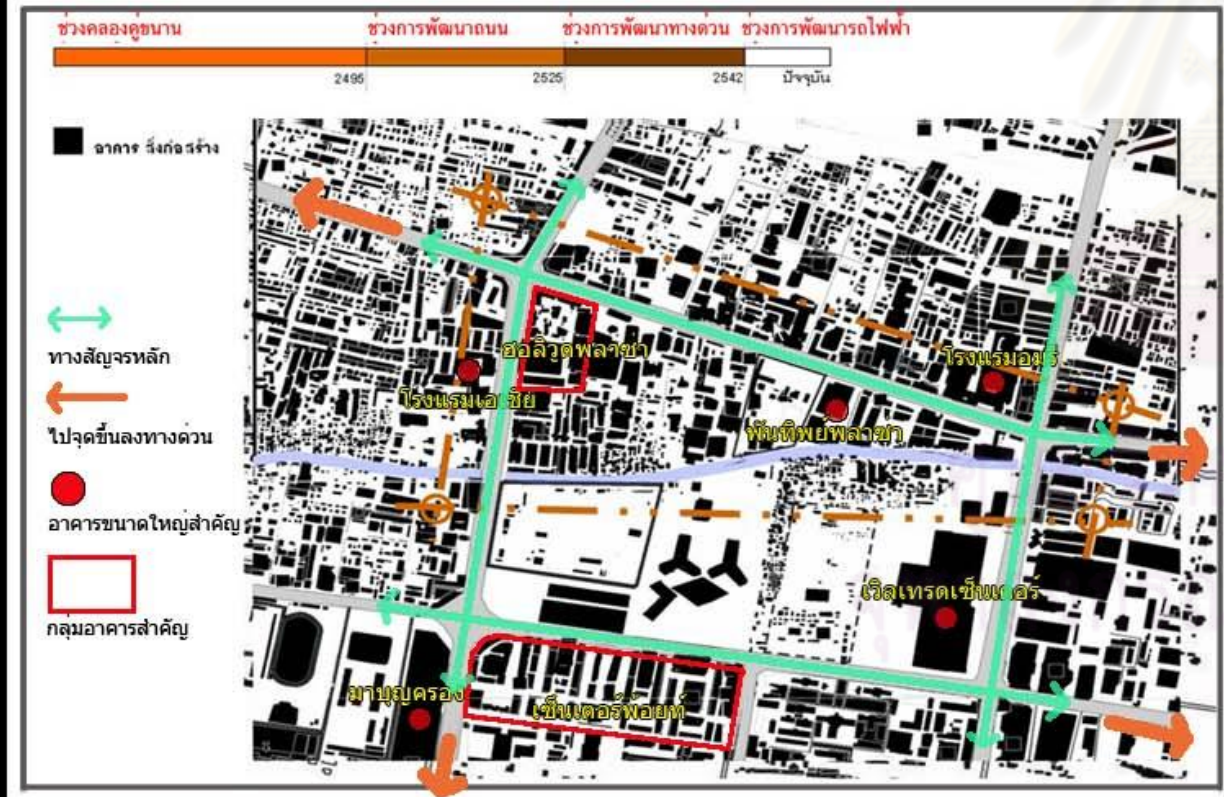 ช่วงคลองคู่ขนาน ช่วงการพัฒนาถนน ช่วงการพัฒนาทางด่วน ช่วงการพัฒนารถไฟฟ้า
2495 2525 2542 ปัจจุบัน
อาคาร สิ่งก่อสร้าง
ทางสัญจรหลัก
ไปจุดขึ้นลงทางด่วน
อาคารขนาดใหญ่สำคัญ
กลุ่มอาคารสำคัญ
ฮอลิวูดพลาซา
โรงแรมเอเชีย
โรงแรมอมรี
พันทิพย์พลาซา
เวิลเทรดเซ็นเตอร์
มาบุญครอง
เซ็นเตอร์พ้อยท์